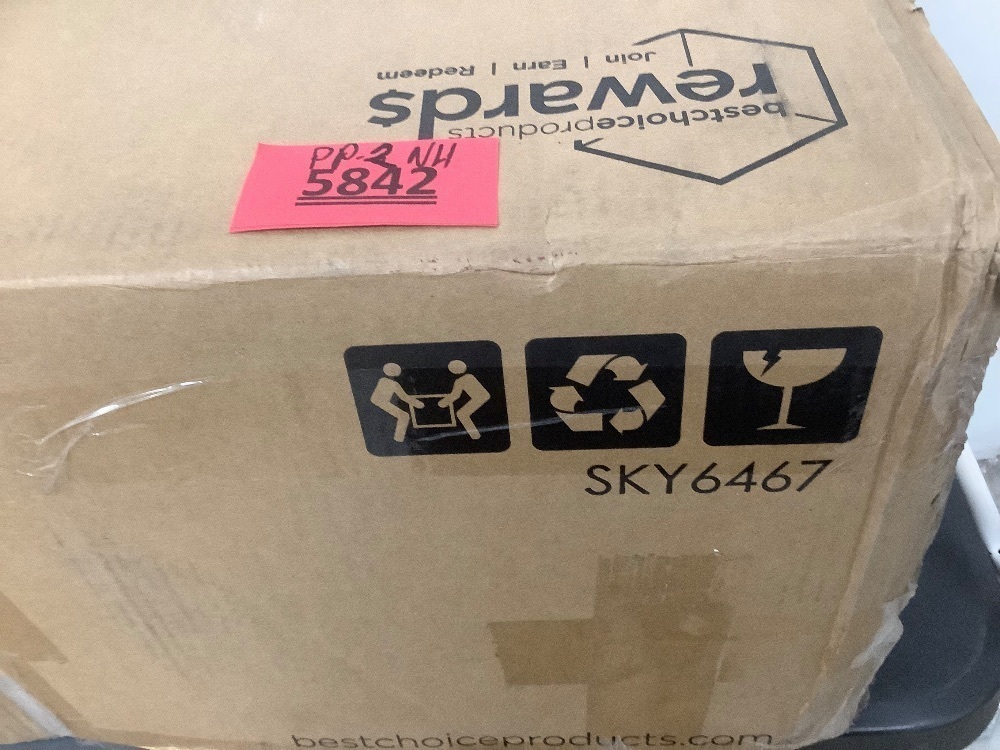 bestchoiceproducts
rewards
Join | Earn | Redeem
PP-2 NH
5842
SKY6467
bestchoiceproducts.com